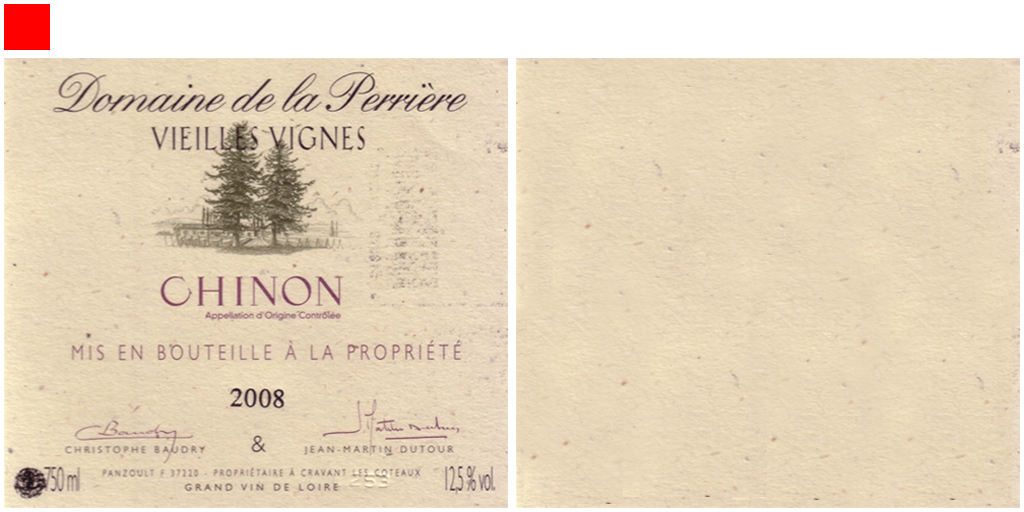 Domaine de la Perrière
VIEILLES VIGNES
CHINON
Appellation d'Origine Contrôlée
MIS EN BOUTEILLE À LA PROPRIÉTÉ
2008
Baudry
CHRISTOPHE BAUDRY
&
JEAN-MARTIN DUTOUR
PANZOULT F 37220 - PROPRIÉTAIRE À CRAVANT LES COTEAUX
750 ml
GRAND VIN DE LOIRE
12,5 % vol.